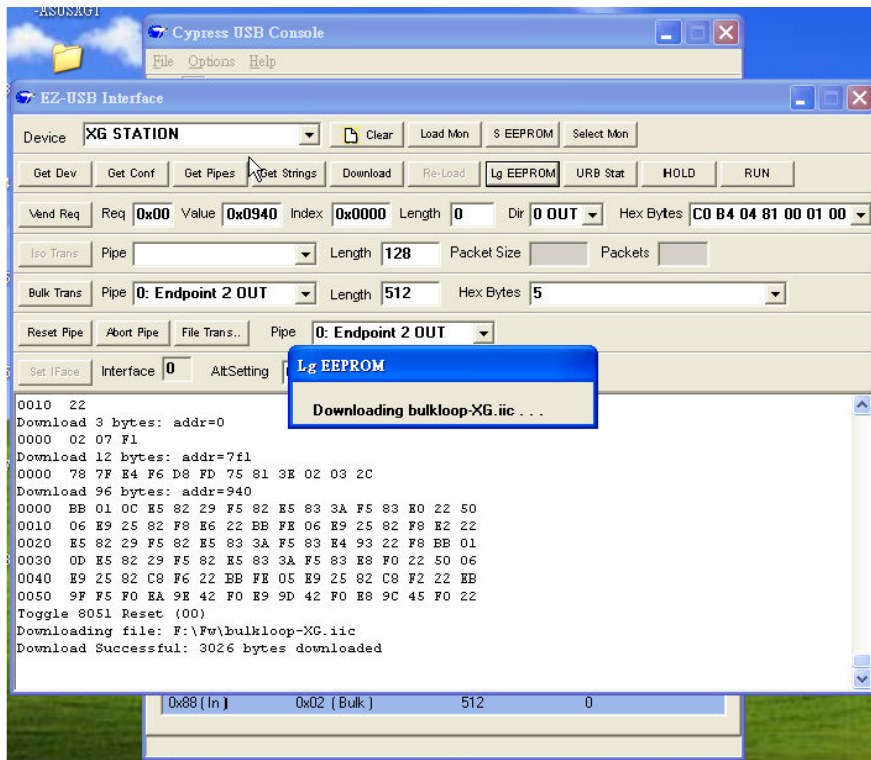 -ASUSXG1
Cypress USB Console
File Options Help
EZ-USB Interface
Device XG STATION Clear Load Mon S EEPROM Select Mon
Get Dev Get Conf Get Pipes Get Strings Download Re-Load Lg EEPROM URB Stat HOLD RUN
Vend Req Req 0x00 Value 0x0940 Index 0x0000 Length 0 Dir 0 OUT Hex Bytes C0 B4 04 81 00 01 00
Iso Trans Pipe Length 128 Packet Size Packets
Bulk Trans Pipe 0: Endpoint 2 OUT Length 512 Hex Bytes 5
Reset Pipe Abort Pipe File Trans.. Pipe 0: Endpoint 2 OUT
Set IFace Interface 0 AltSetting
Lg EEPROM
Downloading bulkloop-XG.iic . . .
0010 22
Download 3 bytes: addr=0
0000 02 07 F1
Download 12 bytes: addr=7f1
0000 78 7F E4 F6 D8 FD 75 81 3E 02 03 2C
Download 96 bytes: addr=940
0000 BB 01 0C E5 82 29 F5 82 E5 83 3A F5 83 E0 22 50
0010 06 E9 25 82 F8 E6 22 BB FE 06 E9 25 82 F8 E2 22
0020 E5 82 29 F5 82 E5 83 3A F5 83 E4 93 22 F8 BB 01
0030 0D E5 82 29 F5 82 E5 83 3A F5 83 E8 F0 22 50 06
0040 E9 25 82 C8 F6 22 BB FE 05 E9 25 82 C8 F2 22 EB
0050 9F F5 F0 EA 9E 42 F0 E9 9D 42 F0 E8 9C 45 F0 22
Toggle 8051 Reset (00)
Downloading file: F:\Fw\bulkloop-XG.iic
Download Successful: 3026 bytes downloaded
0x88 ( In ) 0x02 ( Bulk ) 512 0